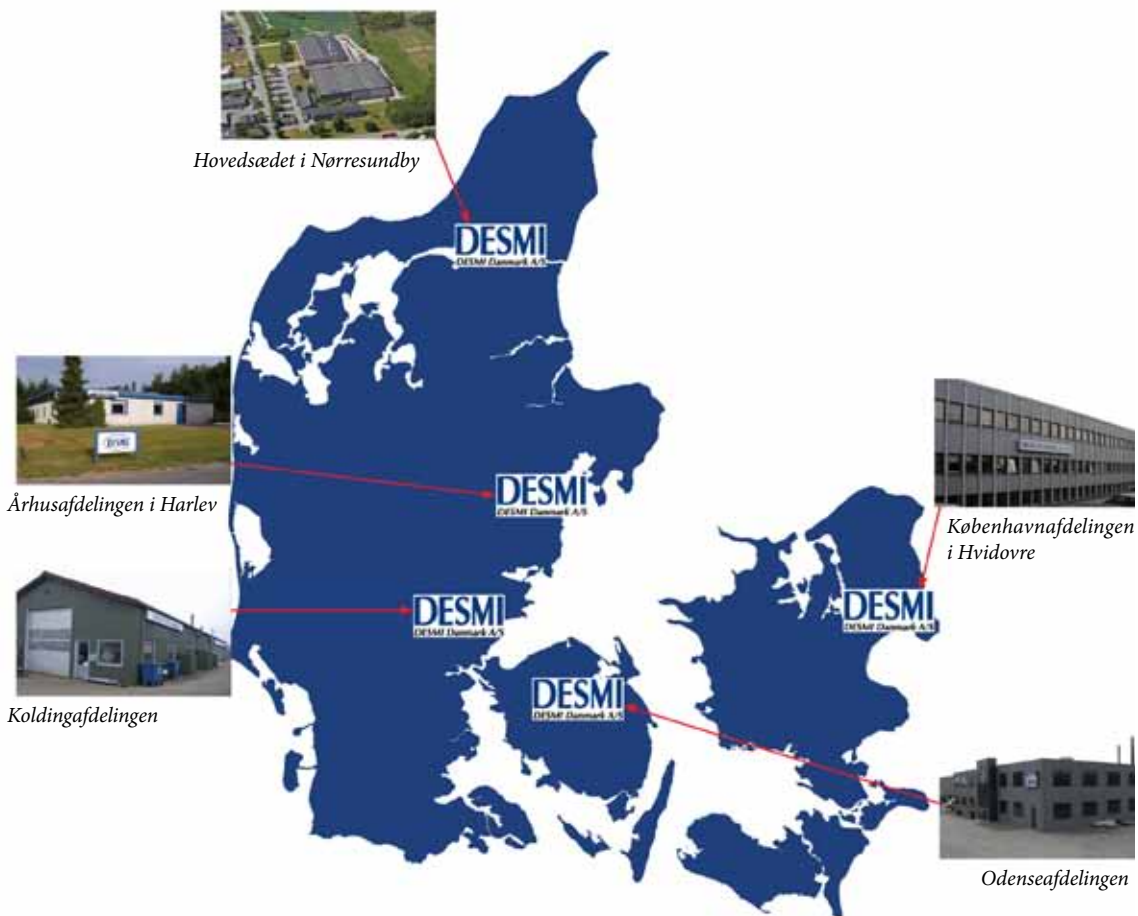 Hovedsædet i Nørresundby
DESMI
DESMI Danmark A/S
Århusafdelingen i Harlev
DESMI
DESMI Danmark A/S
Københavnafdelingen
i Hvidovre
DESMI
DESMI Danmark A/S
DESMI
DESMI Danmark A/S
Koldingafdelingen
DESMI
DESMI Danmark A/S
Odenseafdelingen